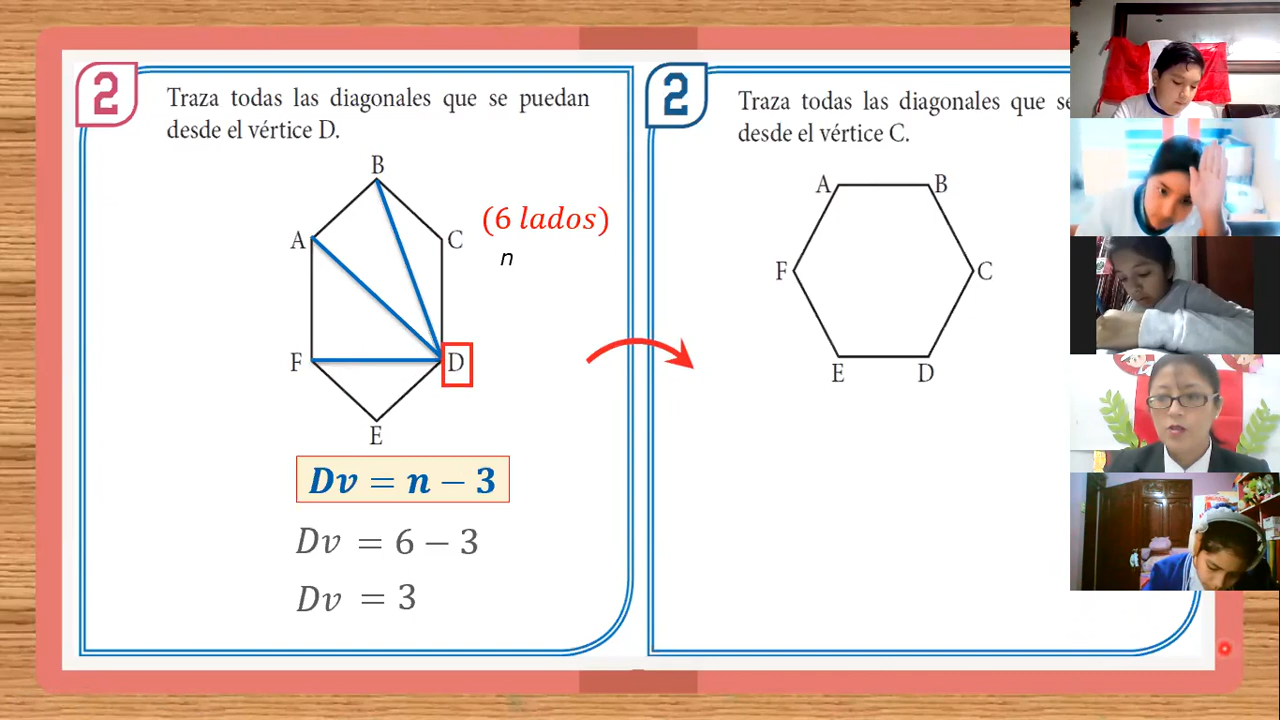 2
Traza todas las diagonales que se puedan
desde el vértice D.
B
A
C
(6 lados)
n
F
D
E
Dv = n − 3
Dv = 6 − 3
Dv = 3
2
Traza todas las diagonales que se
desde el vértice C.
A
B
F
C
E
D